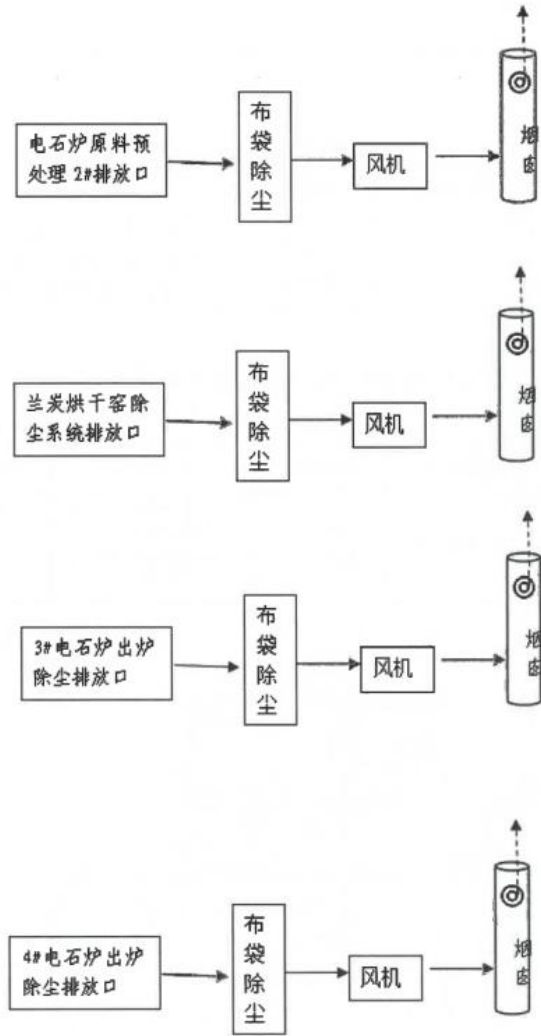 电石炉原料预
处理2#排放口
布
袋
除
尘
风机
烟
囱
兰炭烘干窑除
尘系统排放口
布
袋
除
尘
风机
烟
囱
3#电石炉出炉
除尘排放口
布
袋
除
尘
风机
烟
囱
4#电石炉出炉
除尘排放口
布
袋
除
尘
风机
烟
囱